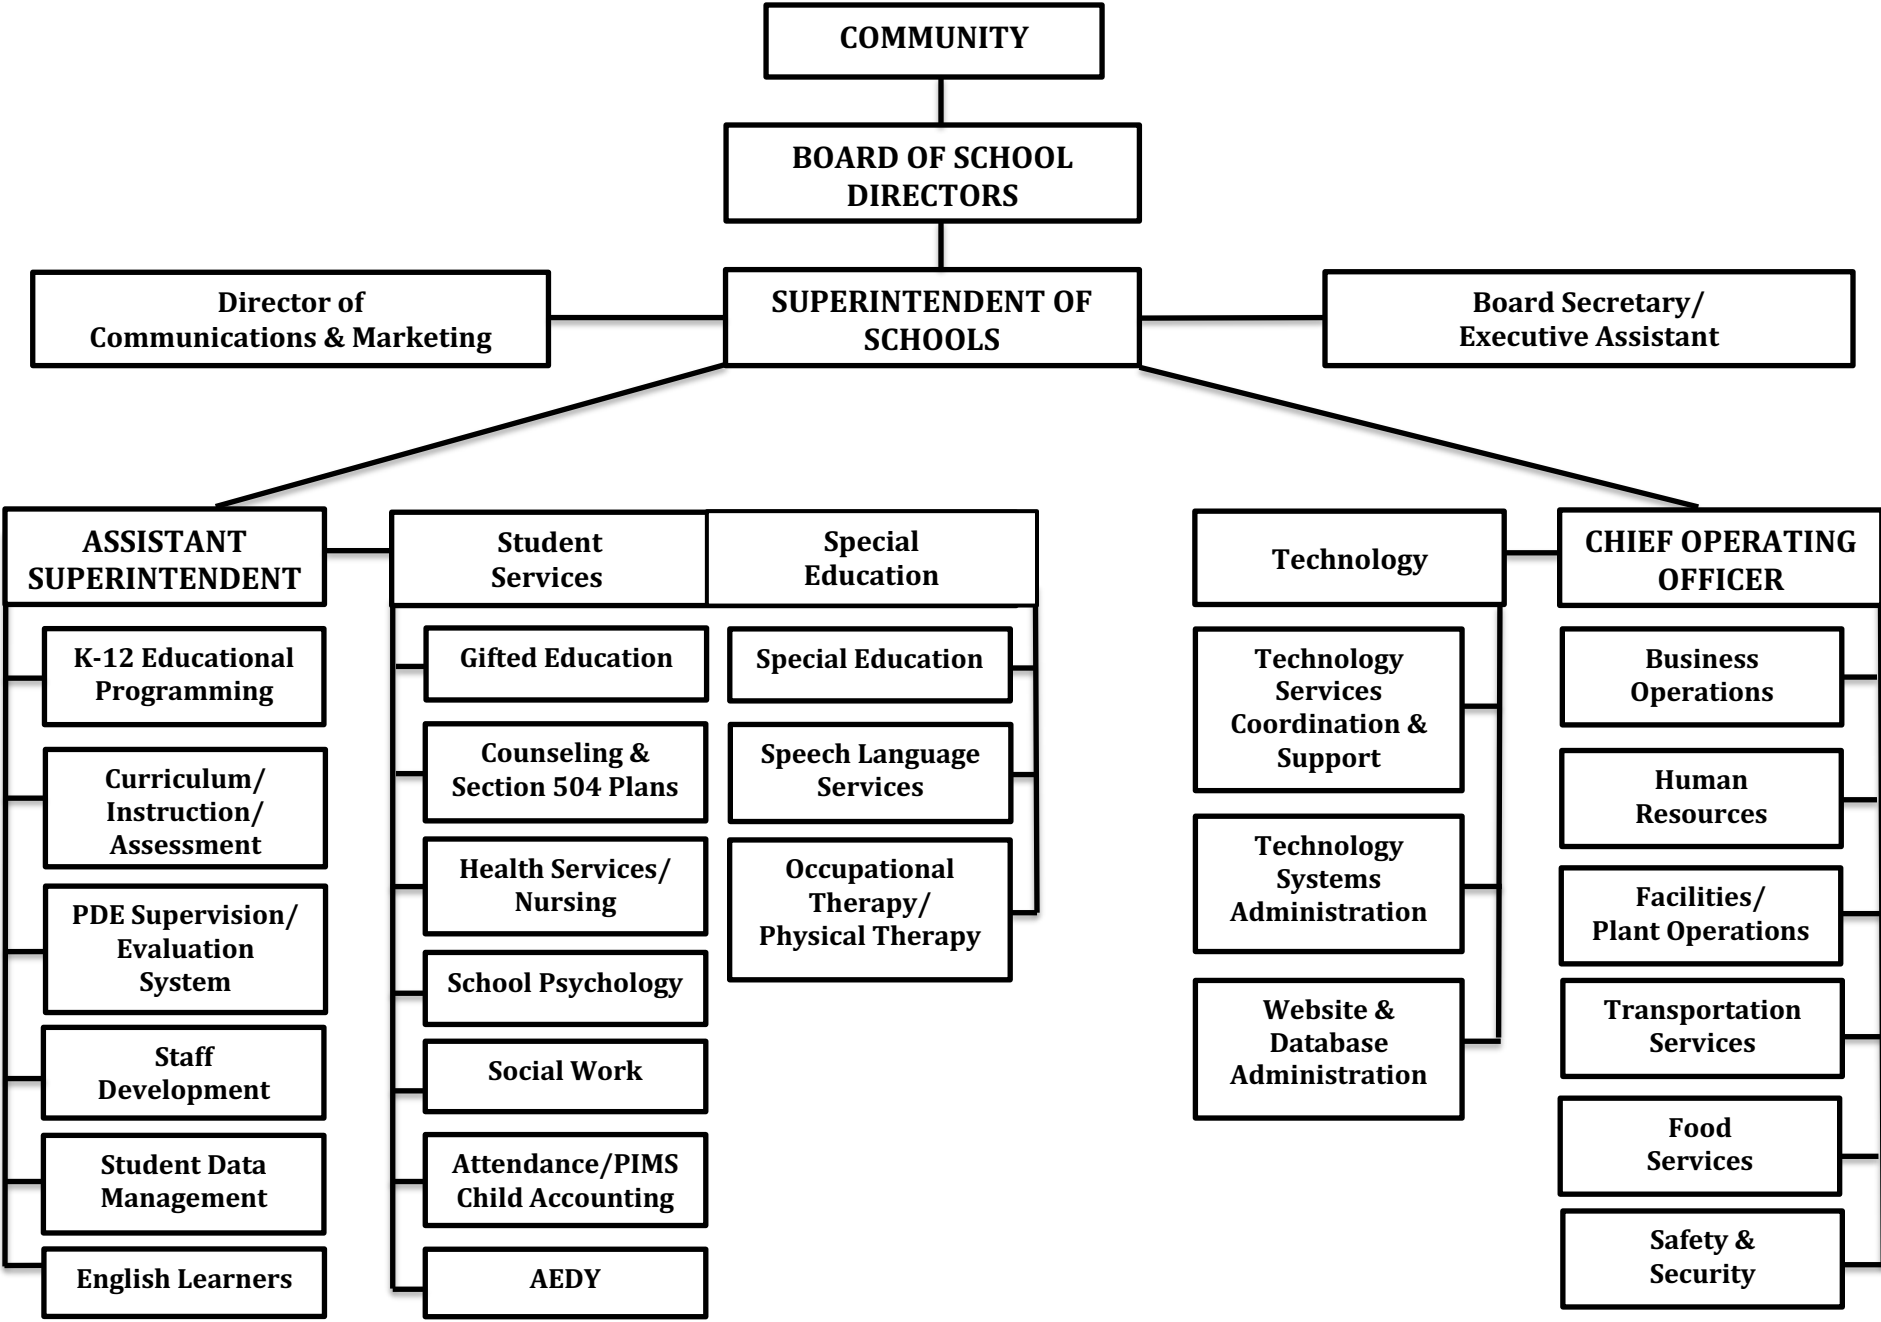 COMMUNITY
BOARD OF SCHOOL
DIRECTORS
Director of
Communications & Marketing
SUPERINTENDENT OF
SCHOOLS
Board Secretary/
Executive Assistant
ASSISTANT
SUPERINTENDENT
K-12 Educational
Programming
Curriculum/
Instruction/
Assessment
PDE Supervision/
Evaluation
System
Staff
Development
Student Data
Management
English Learners
Student
Services
Gifted Education
Counseling &
Section 504 Plans
Health Services/
Nursing
School Psychology
Social Work
Attendance/PIMS
Child Accounting
AEDY
Special
Education
Special Education
Speech Language
Services
Occupational
Therapy/
Physical Therapy
Technology
Technology
Services
Coordination &
Support
Technology
Systems
Administration
Website &
Database
Administration
CHIEF OPERATING
OFFICER
Business
Operations
Human
Resources
Facilities/
Plant Operations
Transportation
Services
Food
Services
Safety &
Security